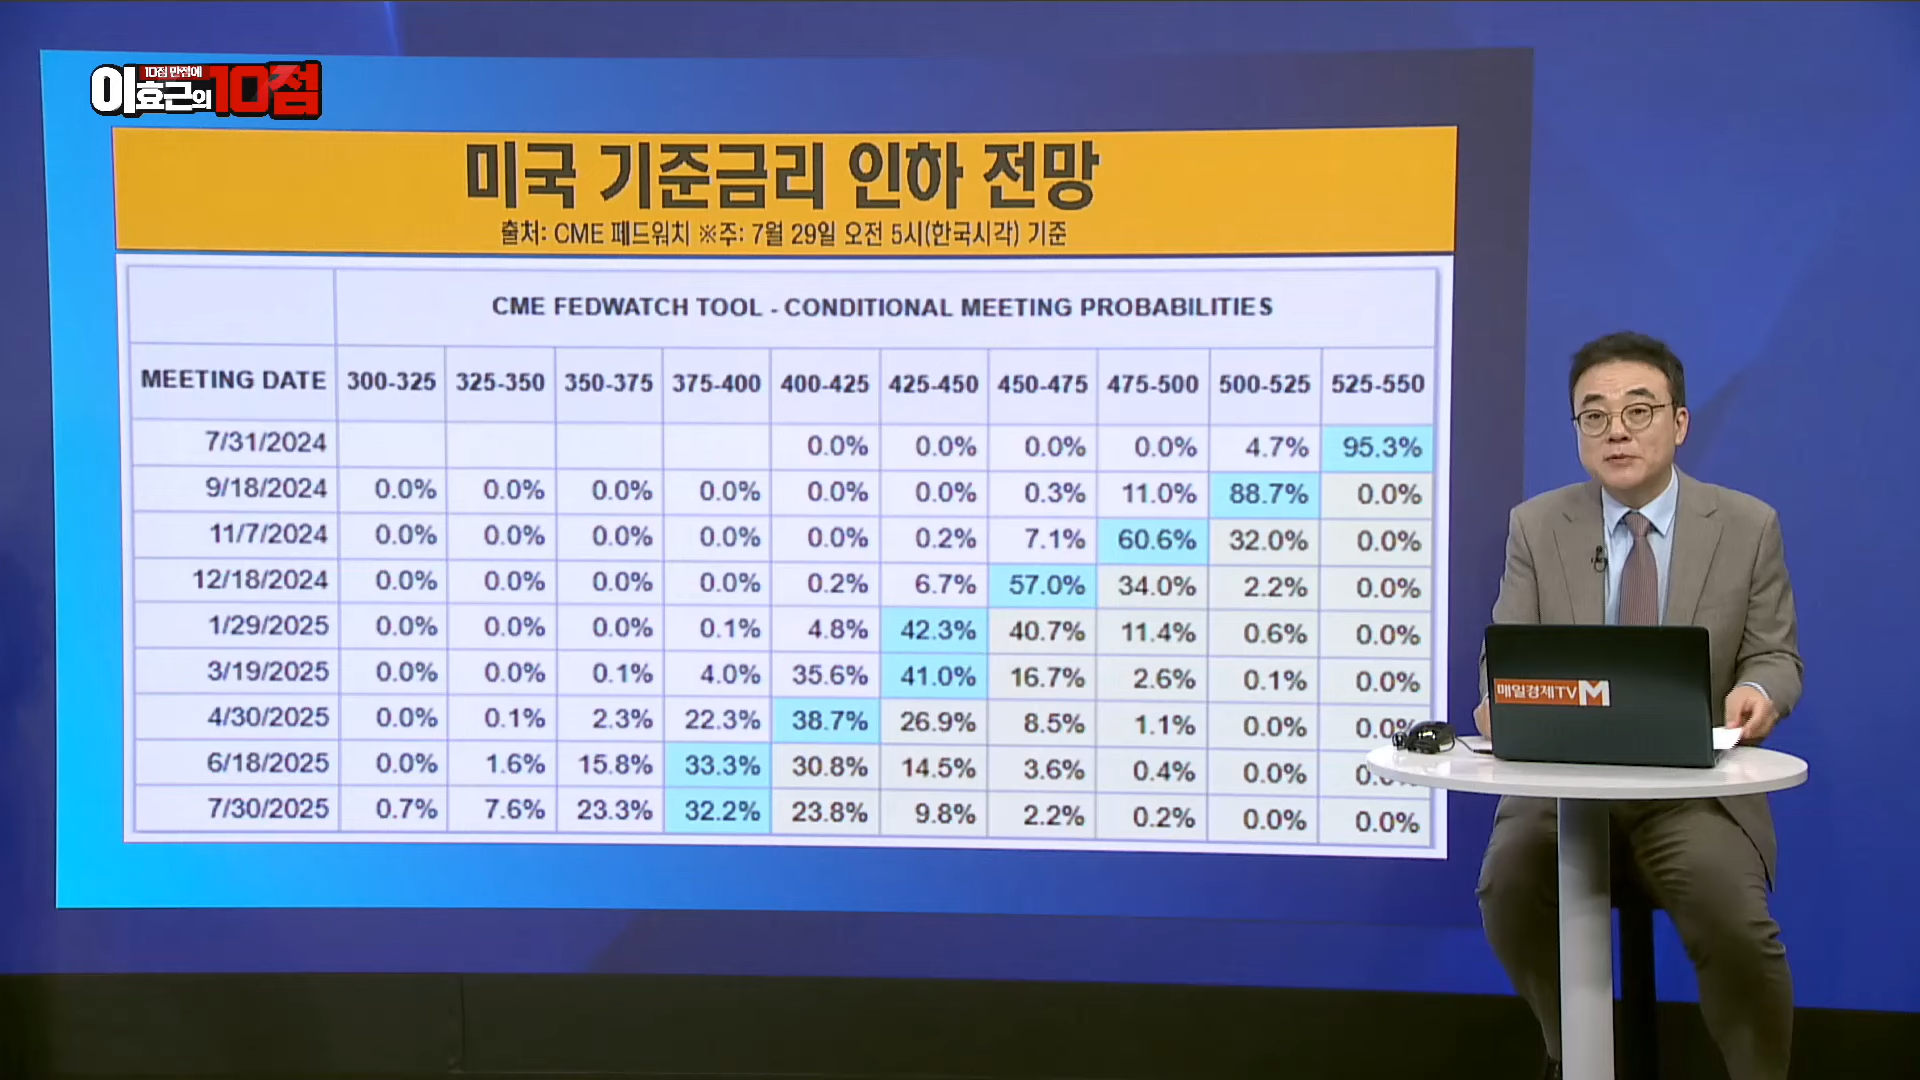 10점 만점에
이효근의10점
미국 기준금리 인하 전망
출처: CME 페드워치 ※주: 7월 29일 오전 5시(한국시각) 기준
CME FEDWATCH TOOL - CONDITIONAL MEETING PROBABILITIES
MEETING DATE 300-325 325-350 350-375 375-400 400-425 425-450 450-475 475-500 500-525 525-550
7/31/2024 0.0% 0.0% 0.0% 0.0% 4.7% 95.3%
9/18/2024 0.0% 0.0% 0.0% 0.0% 0.0% 0.0% 0.3% 11.0% 88.7% 0.0%
11/7/2024 0.0% 0.0% 0.0% 0.0% 0.0% 0.2% 7.1% 60.6% 32.0% 0.0%
12/18/2024 0.0% 0.0% 0.0% 0.0% 0.2% 6.7% 57.0% 34.0% 2.2% 0.0%
1/29/2025 0.0% 0.0% 0.0% 0.1% 4.8% 42.3% 40.7% 11.4% 0.6% 0.0%
3/19/2025 0.0% 0.0% 0.1% 4.0% 35.6% 41.0% 16.7% 2.6% 0.1% 0.0%
4/30/2025 0.0% 0.1% 2.3% 22.3% 38.7% 26.9% 8.5% 1.1% 0.0% 0.0%
6/18/2025 0.0% 1.6% 15.8% 33.3% 30.8% 14.5% 3.6% 0.4% 0.0%
7/30/2025 0.7% 7.6% 23.3% 32.2% 23.8% 9.8% 2.2% 0.2% 0.0% 0.0%
매일경제TV M